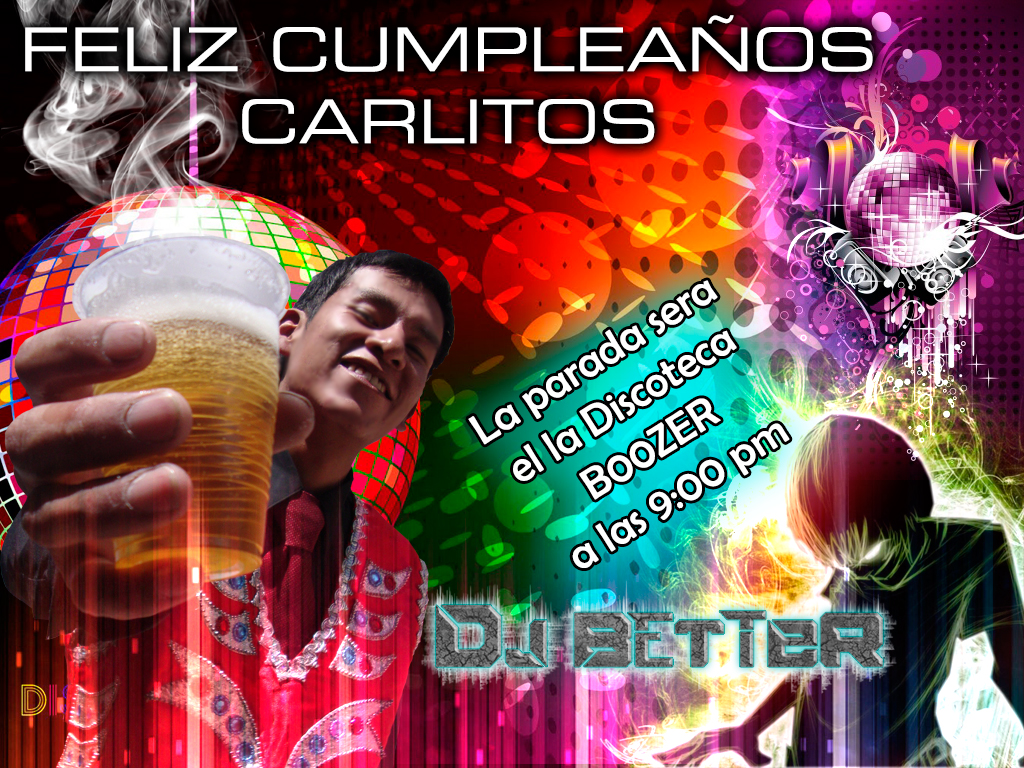 FELIZ CUMPLEAÑOS
CARLITOS
La parada sera
el la Discoteca
BOOZER
a las 9:00 pm
DJ BETTER